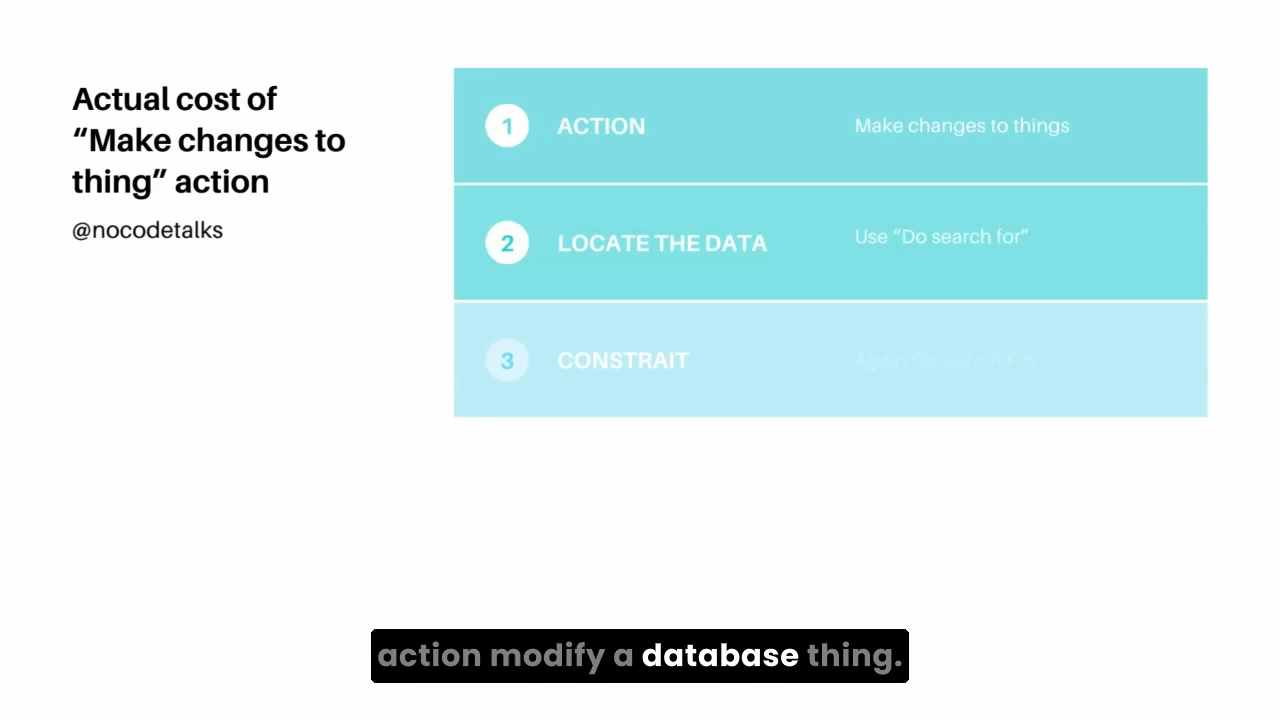 Actual cost of
“Make changes to
thing” action
@nocodetalks
1 ACTION Make changes to things
2 LOCATE THE DATA Use “Do search for”
3 CONSTRAIT
action modify a database thing.